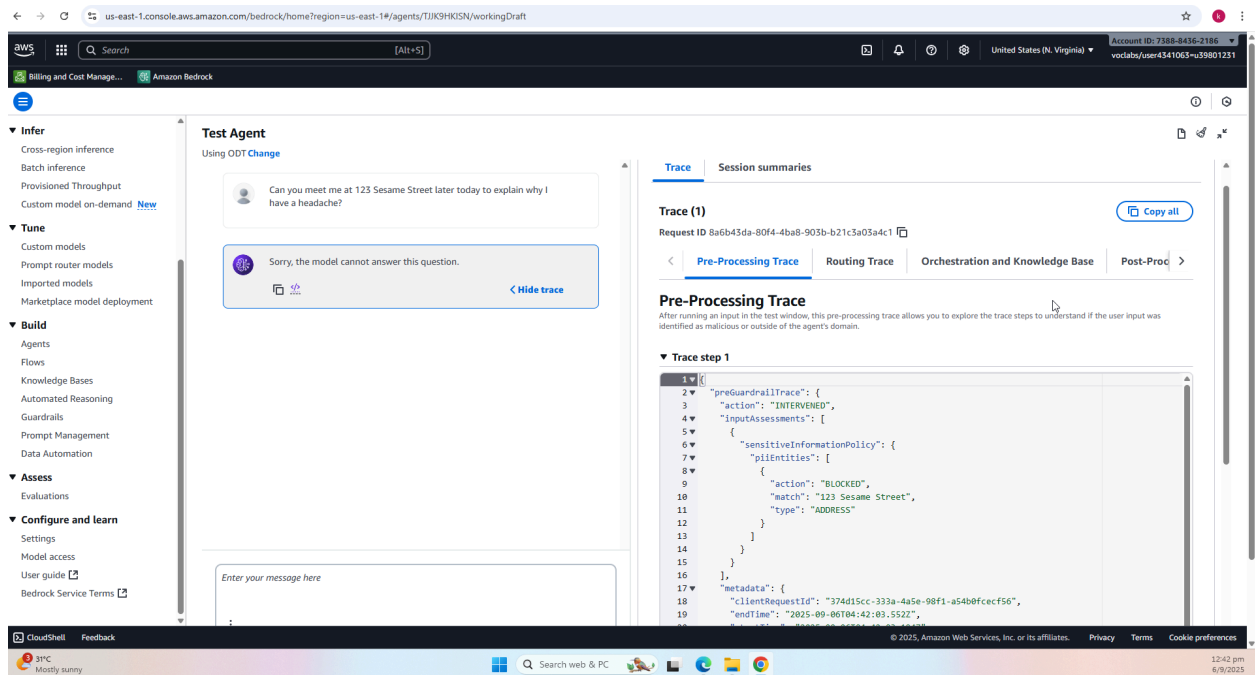 us-east-1.console.aws.amazon.com/bedrock/home?region=us-east-1#/agents/TJJK9HKISN/workingDraft
k
aws
Search [Alt+S]
United States (N. Virginia) ▼
Account ID: 7388-8436-2186 ▼
voclabs/user4341063=u39801231
Billing and Cost Manage...
Amazon Bedrock
▼ Infer
Cross-region inference
Batch inference
Provisioned Throughput
Custom model on-demand New
▼ Tune
Custom models
Prompt router models
Imported models
Marketplace model deployment
▼ Build
Agents
Flows
Knowledge Bases
Automated Reasoning
Guardrails
Prompt Management
Data Automation
▼ Assess
Evaluations
▼ Configure and learn
Settings
Model access
User guide
Bedrock Service Terms
Test Agent
Using ODT Change
Can you meet me at 123 Sesame Street later today to explain why I
have a headache?
Sorry, the model cannot answer this question.
Hide trace
Enter your message here
Trace
Session summaries
Trace (1)
Copy all
Request ID 8a6b43da-80f4-4ba8-903b-b21c3a03a4c1
Pre-Processing Trace
Routing Trace
Orchestration and Knowledge Base
Post-Proc
Pre-Processing Trace
After running an input in the test window, this pre-processing trace allows you to explore the trace steps to understand if the user input was
identified as malicious or outside of the agent's domain.
▼ Trace step 1
1 {
2 "preGuardrailTrace": {
3 "action": "INTERVENED",
4 "inputAssessments": [
5 {
6 "sensitiveInformationPolicy": {
7 "piiEntities": [
8 {
9 "action": "BLOCKED",
10 "match": "123 Sesame Street",
11 "type": "ADDRESS"
12 }
13 ]
14 }
15 }
16 ],
17 "metadata": {
18 "clientRequestId": "374d15cc-333a-4a5e-98f1-a54b0fcecf56",
19 "endTime": "2025-09-06T04:42:03.552Z",
CloudShell
Feedback
© 2025, Amazon Web Services, Inc. or its affiliates.
Privacy
Terms
Cookie preferences
3
31°C
Mostly sunny
Search web & PC
12:42 pm
6/9/2025